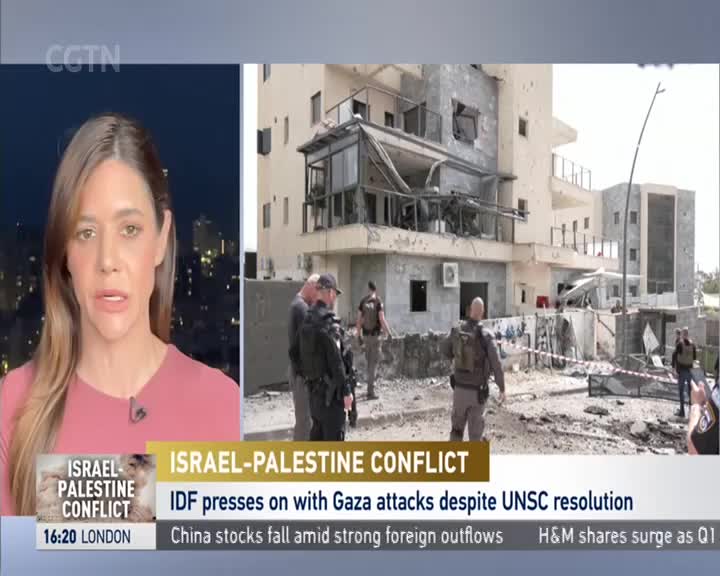 CGTN
ISRAEL-PALESTINE CONFLICT
IDF presses on with Gaza attacks despite UNSC resolution
ISRAEL-
PALESTINE
CONFLICT
16:20 LONDON
China stocks fall amid strong foreign outflows H&M shares surge as Q1